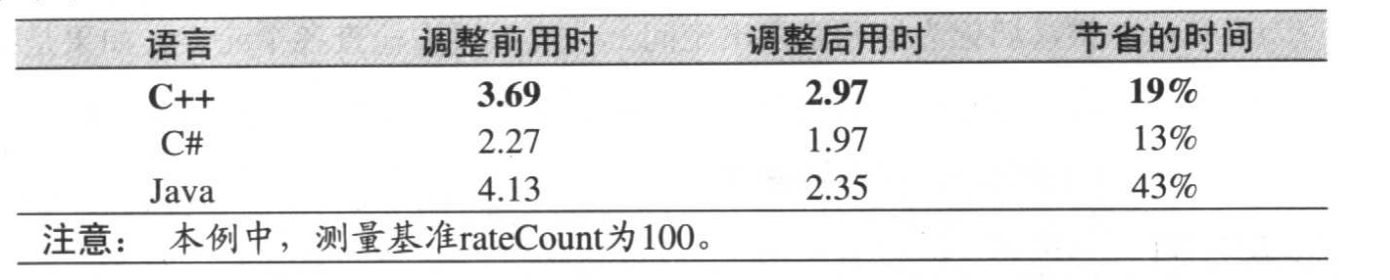 语言 调整前用时 调整后用时 节省的时间
C++ 3.69 2.97 19%
C# 2.27 1.97 13%
Java 4.13 2.35 43%
注意： 本例中，测量基准rateCount为100。